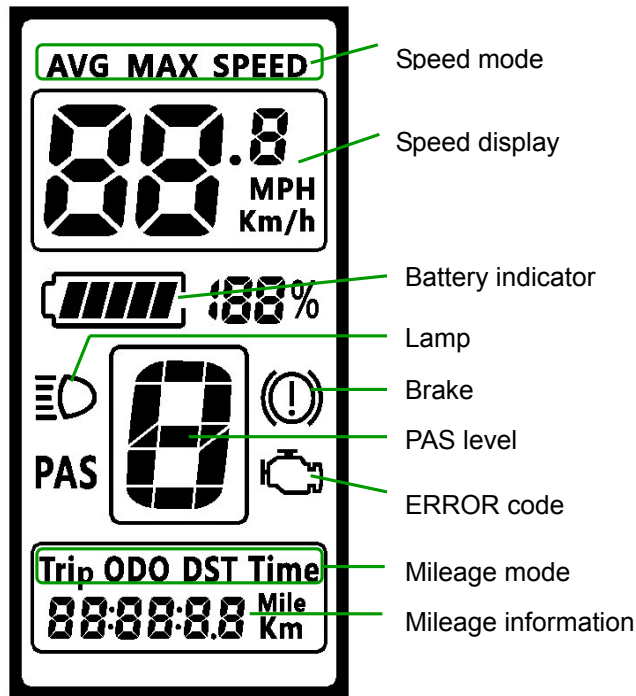 AVG MAX SPEED
Speed mode
88.8
MPH
Km/h
Speed display
188%
Battery indicator
Lamp
Brake
PAS
8
PAS level
ERROR code
Trip ODO DST Time
Mileage mode
88:88:8.8
Mile
Km
Mileage information